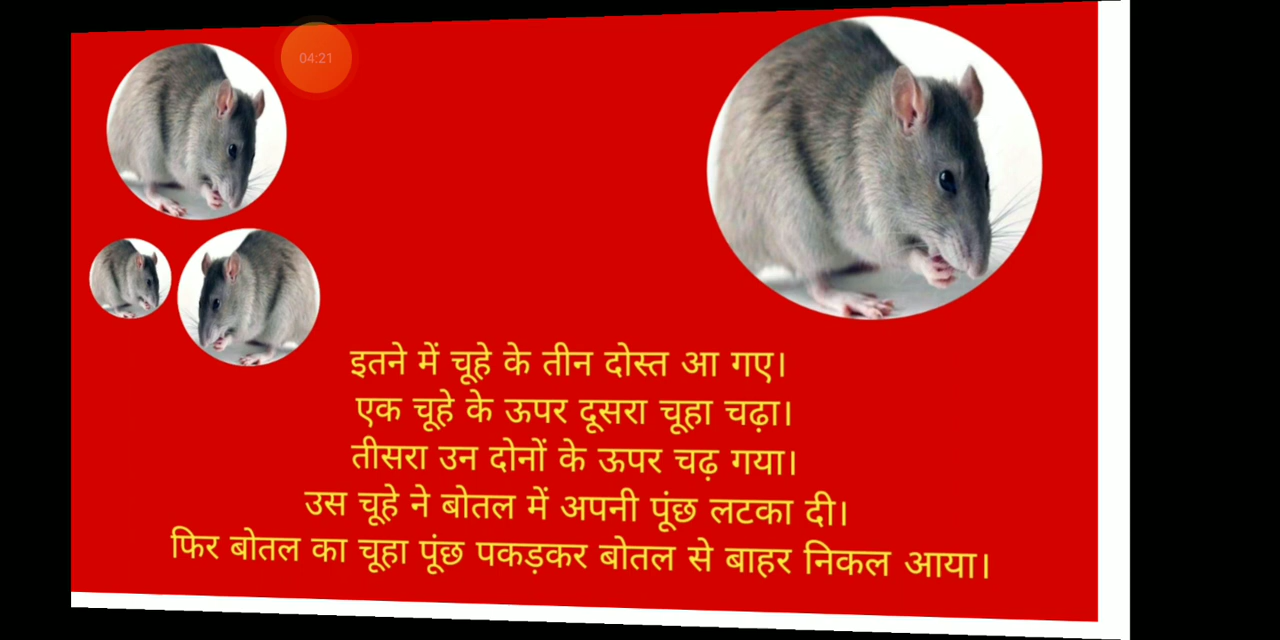 04:21
इतने में चूहे के तीन दोस्त आ गए।
एक चूहे के ऊपर दूसरा चूहा चढ़ा।
तीसरा उन दोनों के ऊपर चढ़ गया।
उस चूहे ने बोतल में अपनी पूंछ लटका दी।
फिर बोतल का चूहा पूंछ पकड़कर बोतल से बाहर निकल आया।